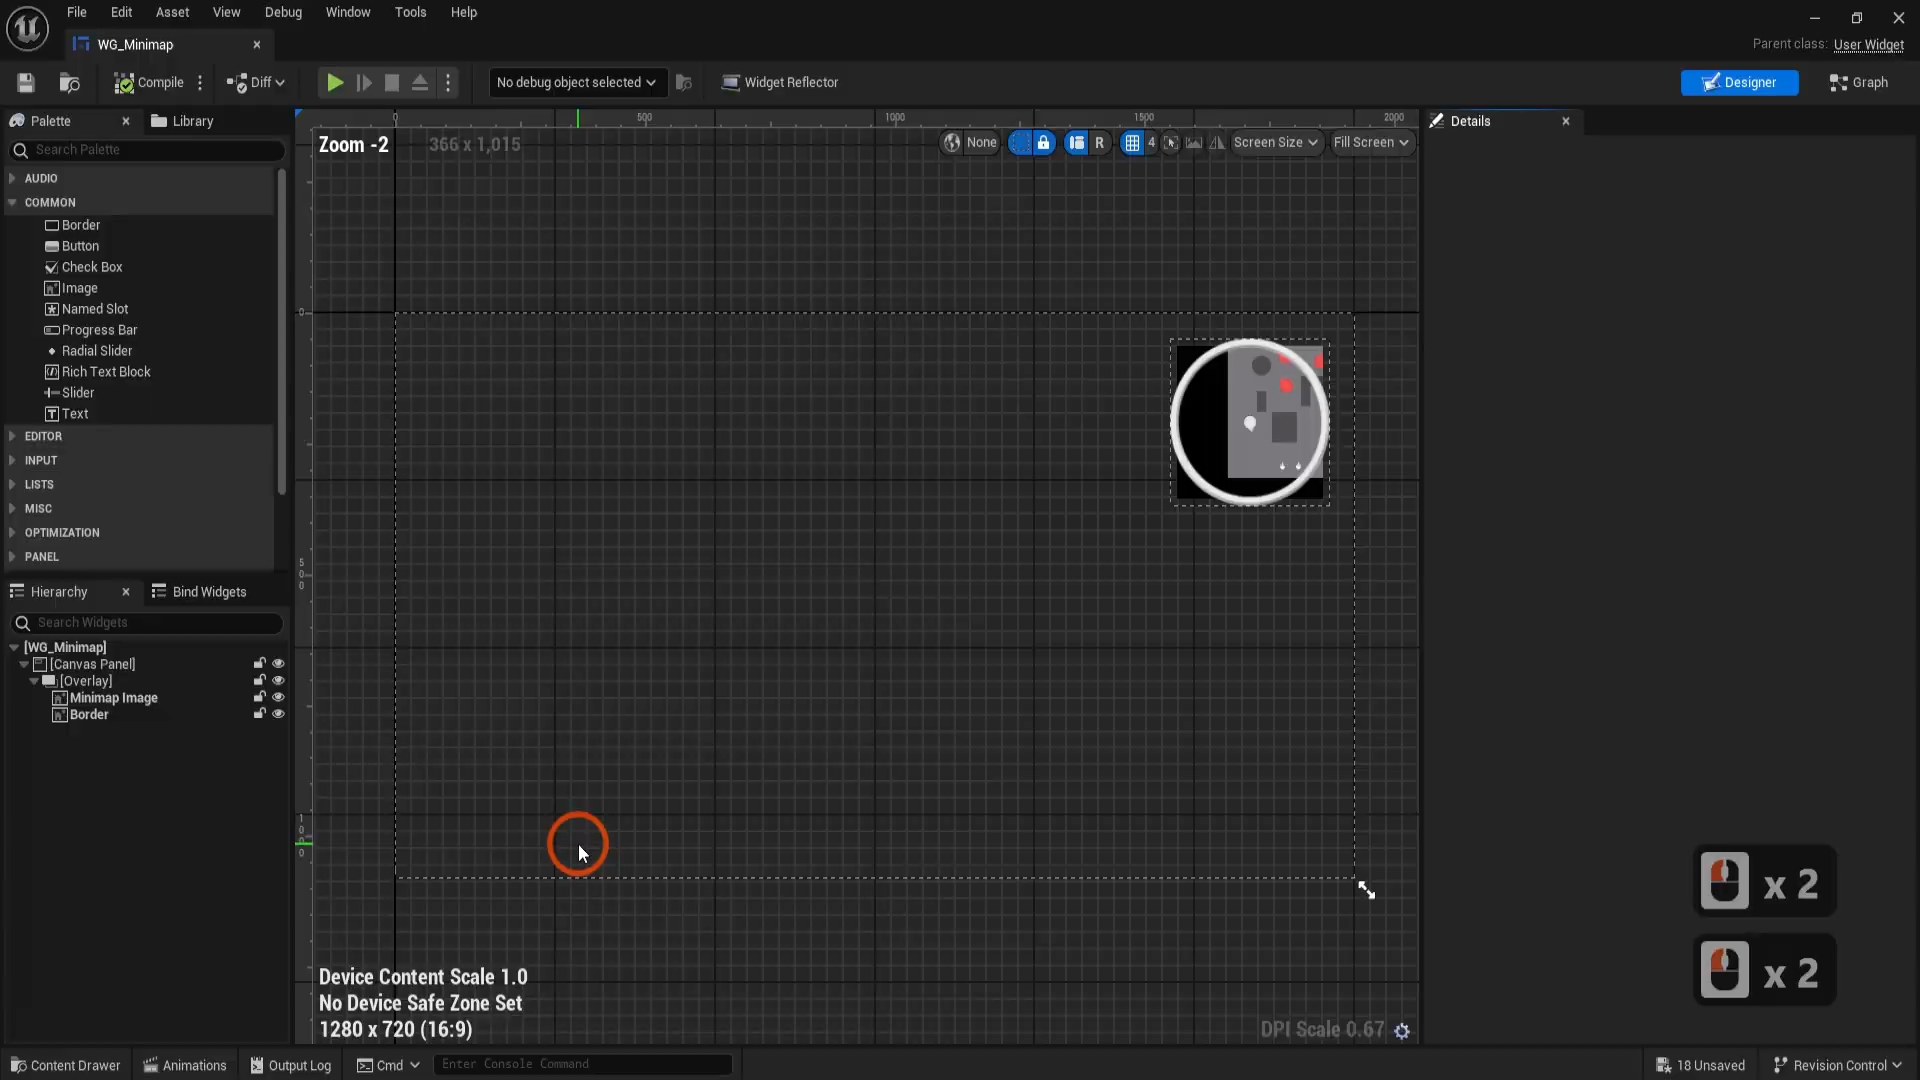 File Edit Asset View Debug Window Tools Help
WG_Minimap
Parent class: User Widget
Compile Diff No debug object selected Widget Reflector Designer Graph
Palette Library Details
0 500 1000 1500 2000
Search Palette
Zoom -2 366 x 1,015 None R 4 Screen Size Fill Screen
AUDIO
COMMON
Border
Button
Check Box
Image
Named Slot
0
Progress Bar
Radial Slider
Rich Text Block
Slider
Text
EDITOR
INPUT
LISTS
MISC
OPTIMIZATION
PANEL
500
Hierarchy Bind Widgets
Search Widgets
[WG_Minimap]
[Canvas Panel]
[Overlay]
Minimap Image
Border
1000
x 2
x 2
Device Content Scale 1.0
No Device Safe Zone Set
1280 x 720 (16:9)
DPI Scale 0.67
Content Drawer Animations Output Log Cmd Enter Console Command 18 Unsaved Revision Control